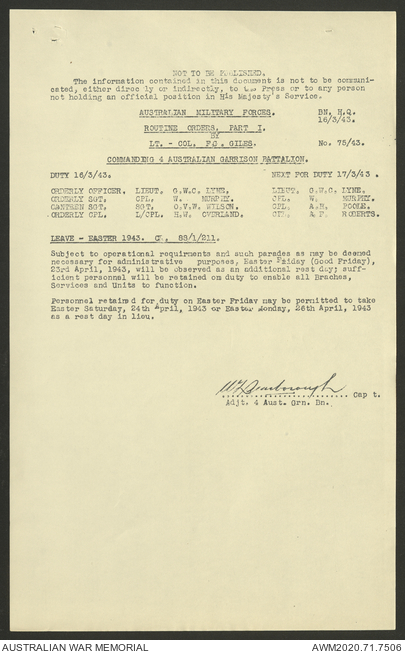 NOT TO BE PUBLISHED.
The information contained in this document is not to be communi-
cated, either directly or indirectly, to the Press or to any person
not holding an official position in His Majesty's Service.
AUSTRALIAN MILITARY FORCES. BN. H.Q.
16/3/43.
ROUTINE ORDERS, PART I.
BY
LT. - COL. F.G. GILES. No. 75/43.
COMMANDING 4 AUSTRALIAN GARRISON BATTALION.
DUTY 16/3/43. NEXT FOR DUTY 17/3/43.
ORDERLY OFFICER. LIEUT. G.W.C. LYNE. LIEUT. G.W.C. LYNE.
ORDERLY SGT. CPL. W. MURPHY. CPL. W. MURPHY.
CANTEEN SGT. SGT. O.V.W. WILSON. CPL. A.H. POOLE.
ORDERLY CPL. L/CPL. H.W. OVERLAND. CPL. ROBERTS.
LEAVE - EASTER 1943. 88/1/211.
Subject to operational requirments and such parades as may be deemed
necessary for administrative purposes, Easter Friday (Good Friday),
23rd April, 1943, will be observed as an additional rest day; suff-
icient personnel will be retained on duty to enable all Braches,
Services and Units to function.
Personnel retained for duty on Easter Friday may be permitted to take
Easter Saturday, 24th April, 1943 or Easter Monday, 26th April, 1943
as a rest day in lieu.
Capt.
Adjt. 4 Aust. Grn. Bn.
AUSTRALIAN WAR MEMORIAL AWM2020.71.7506